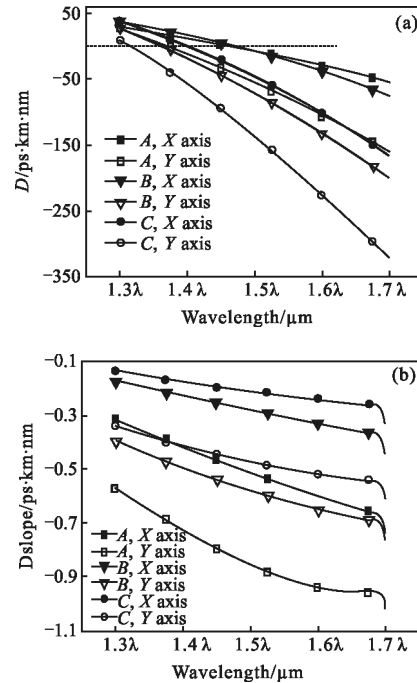 (a)
50
0
−50
−150
−250
−350
D/ps·km·nm
A, X axis
A, Y axis
B, X axis
B, Y axis
C, X axis
C, Y axis
1.3λ 1.4λ 1.5λ 1.6λ 1.7λ
Wavelength/μm
(b)
−0.1
−0.3
−0.5
−0.7
−0.9
−1.1
Dslope/ps·km·nm
A, X axis
A, Y axis
B, X axis
B, Y axis
C, X axis
C, Y axis
1.3λ 1.4λ 1.5λ 1.6λ 1.7λ
Wavelength/μm